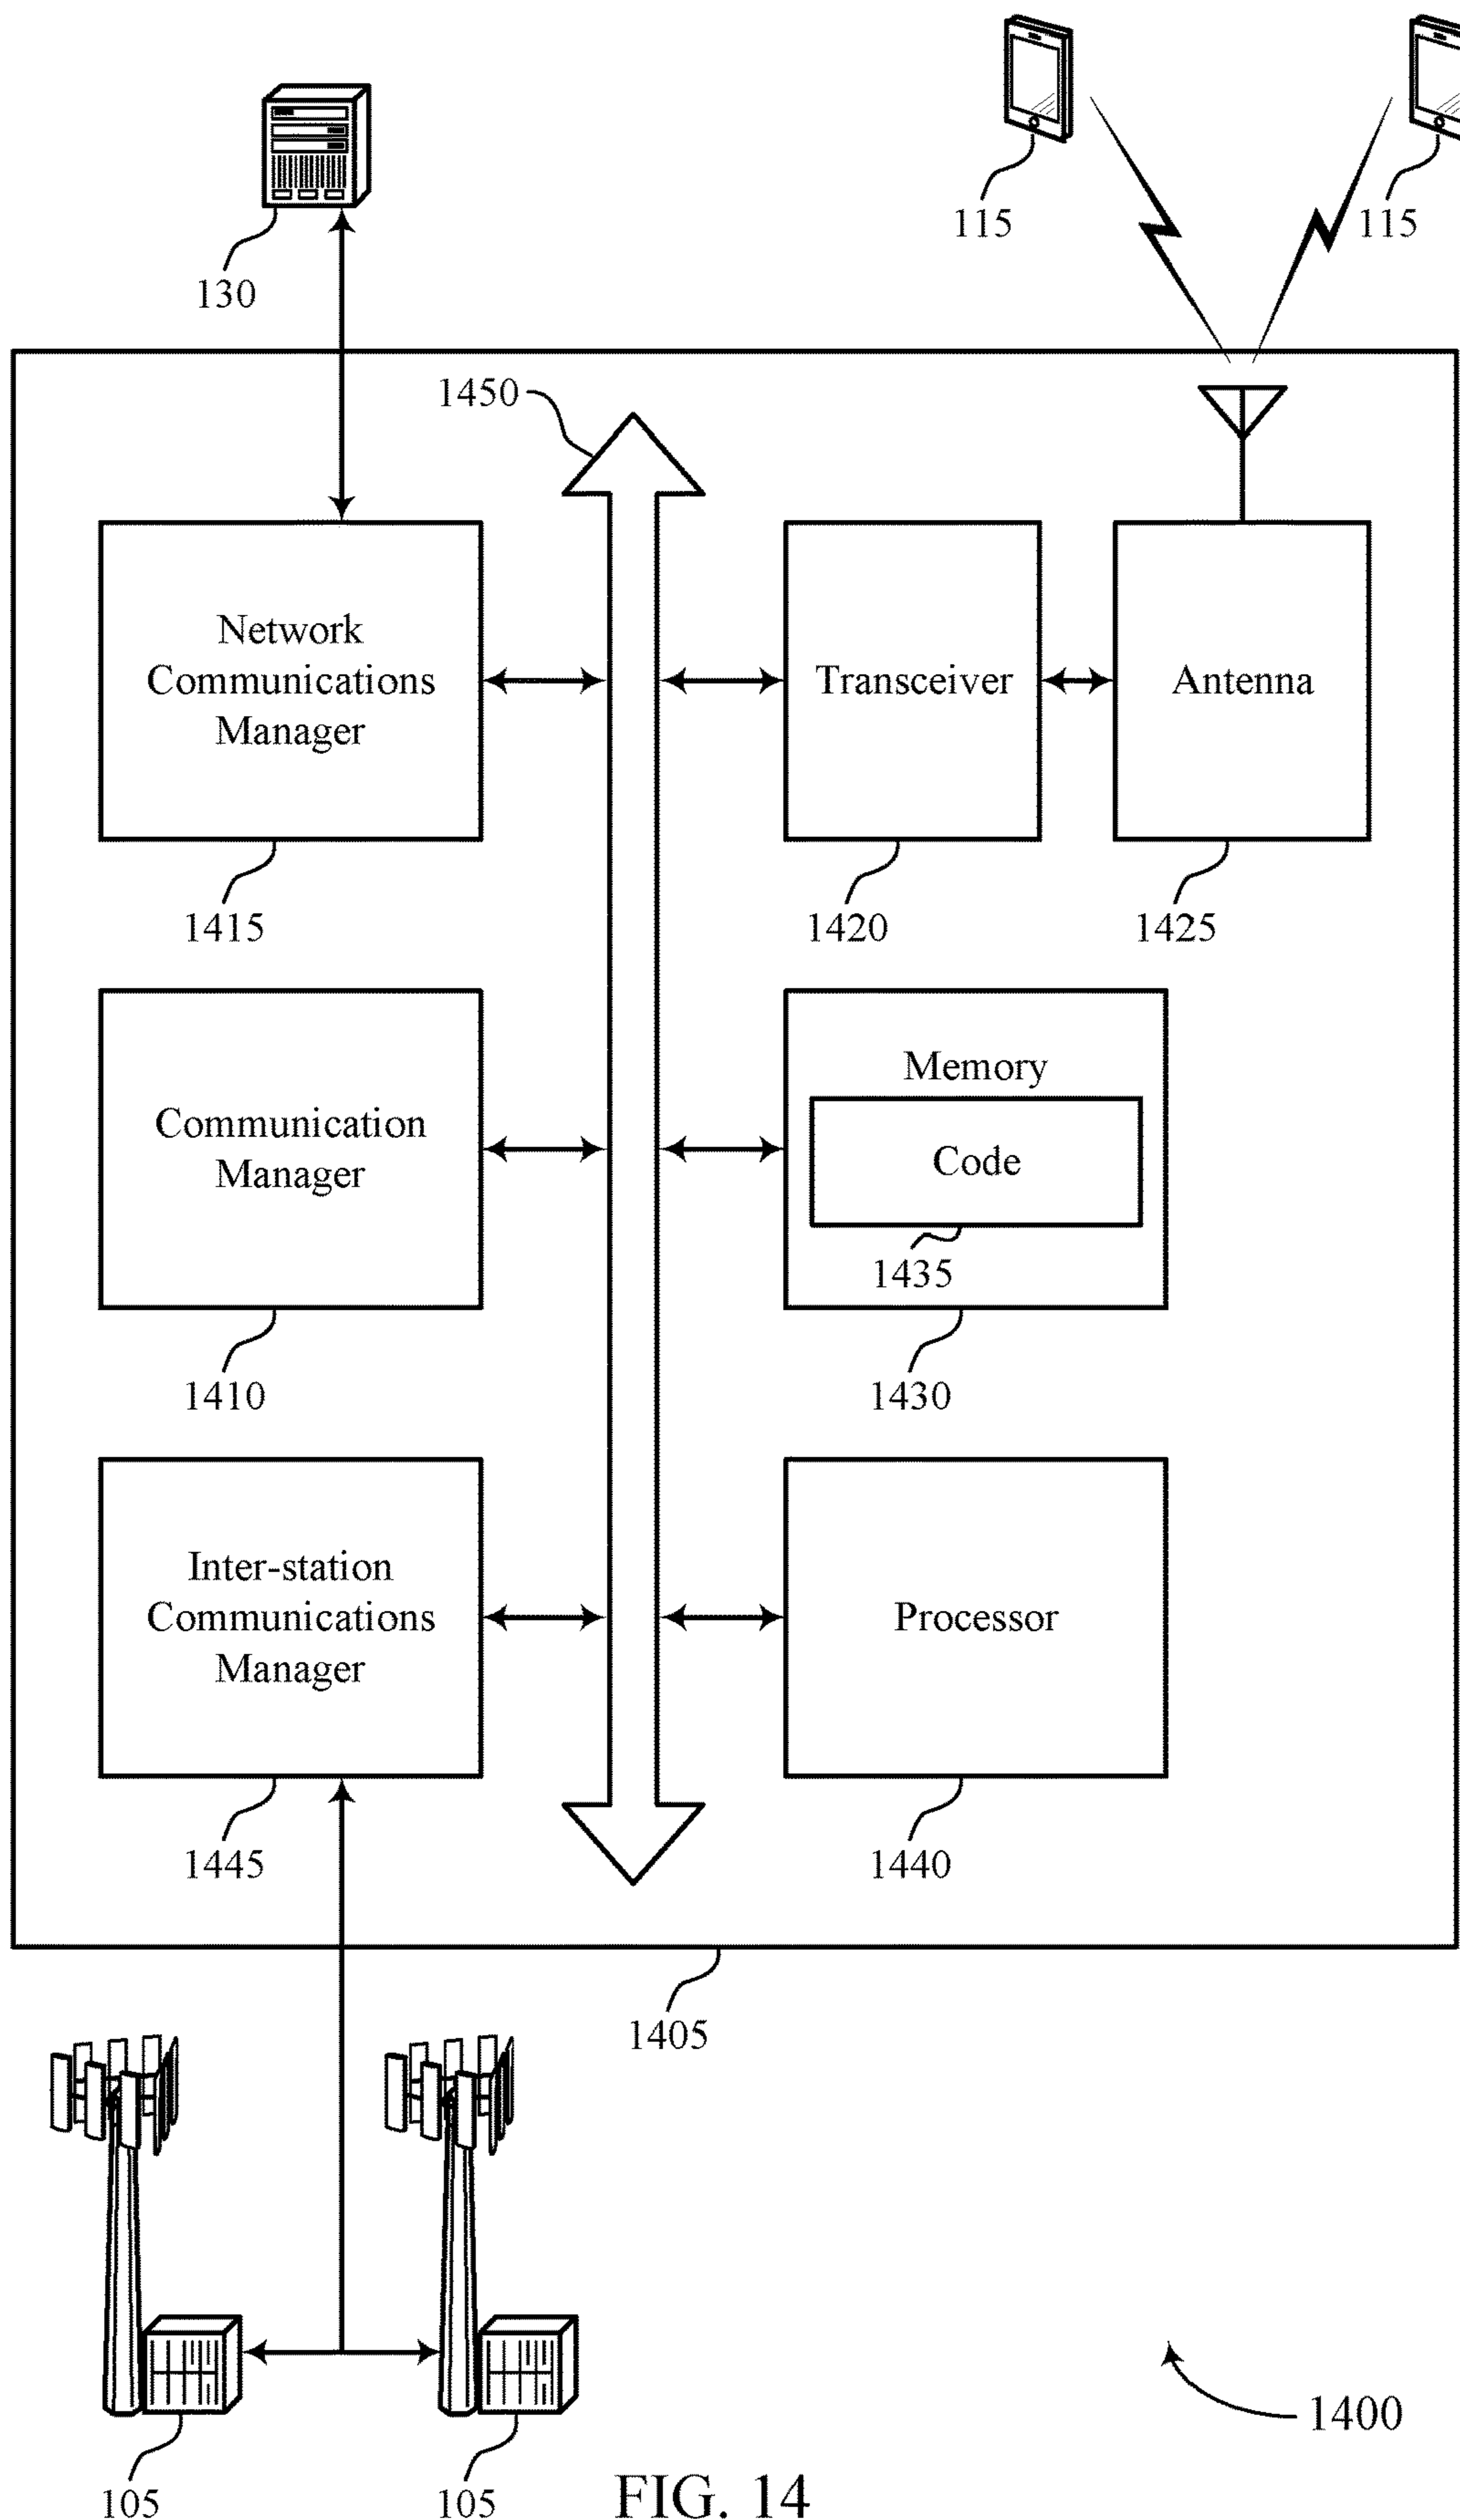 115
115
130
1450
Network
Communications
Manager
Transceiver
Antenna
1415
1420
1425
Communication
Manager
Memory
Code
1435
1410
1430
Inter-station
Communications
Manager
Processor
1445
1440
1405
1400
105
105
FIG. 14